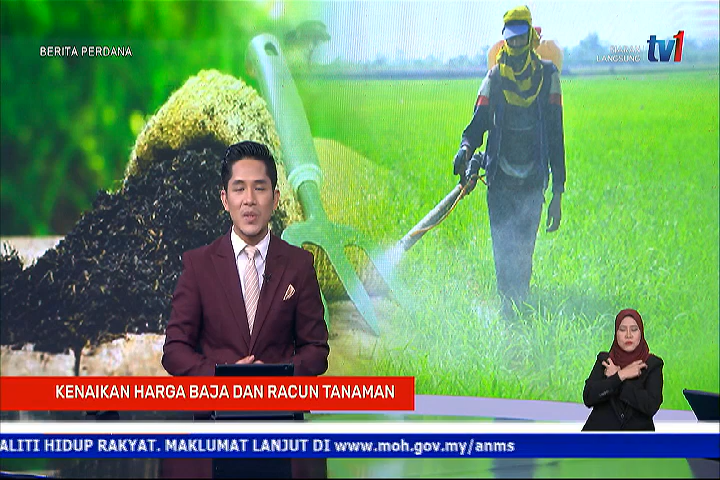 BERITA PERDANA
SIARAN
LANGSUNG
tv1
KENAIKAN HARGA BAJA DAN RACUN TANAMAN
ALITI HIDUP RAKYAT. MAKLUMAT LANJUT DI www.moh.gov.my/anms